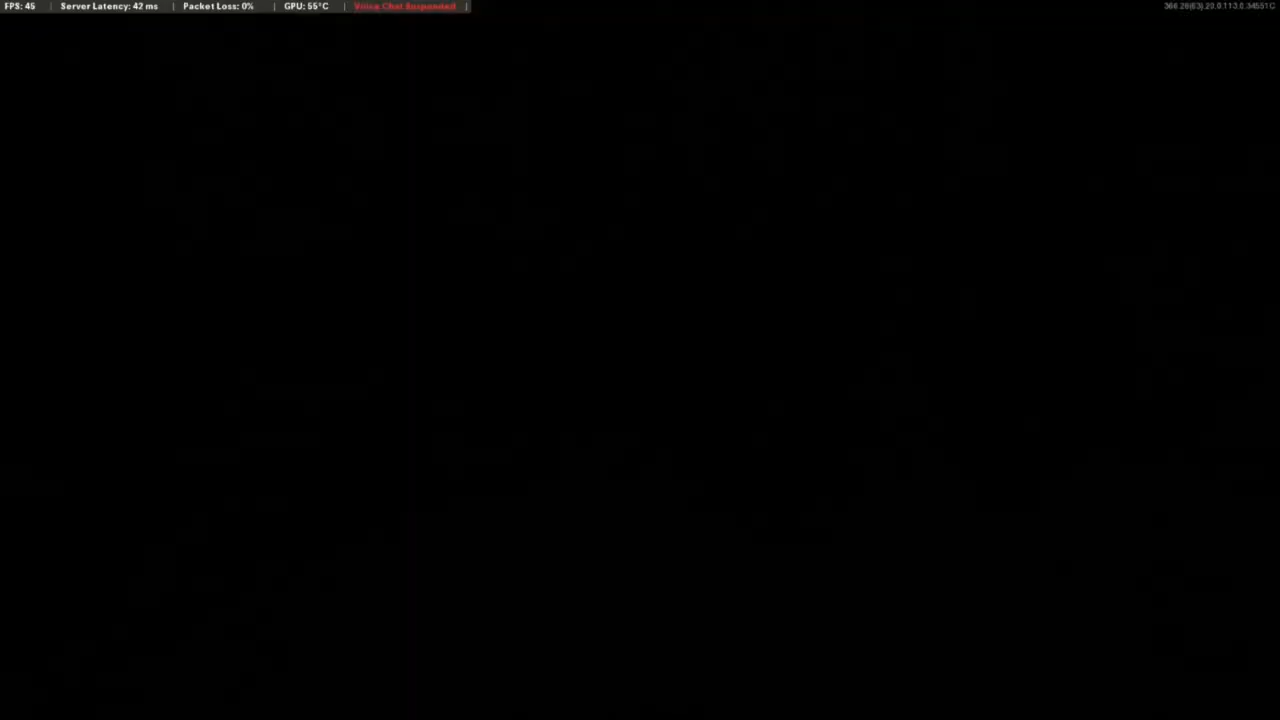 FPS: 45 | Server Latency: 42 ms | Packet Loss: 0% | GPU: 55°C | Voice Chat Suspended |